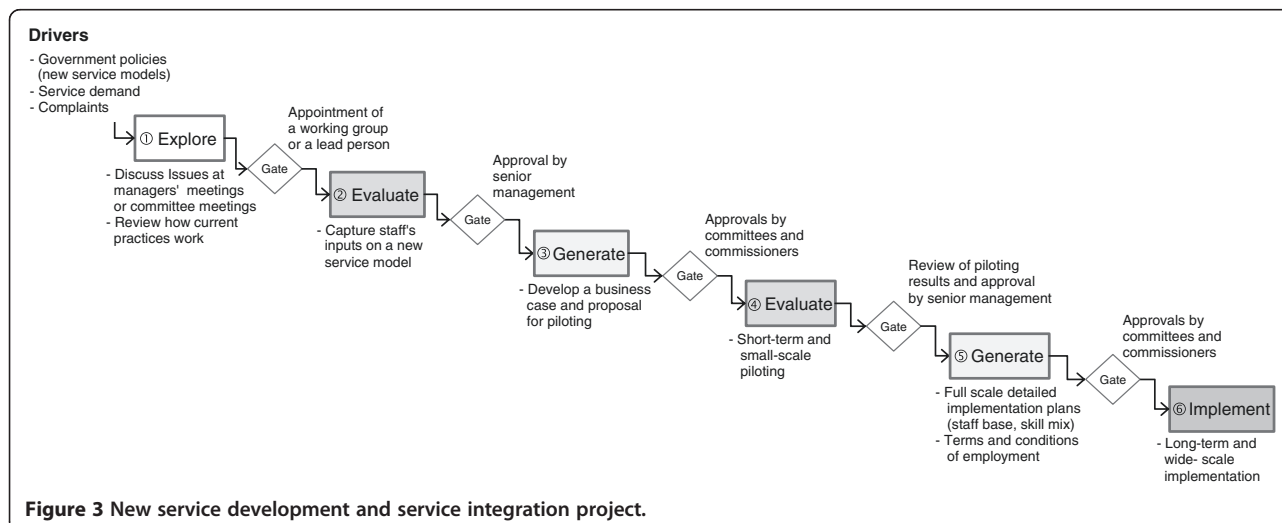 Drivers
- Government policies
(new service models)
- Service demand
- Complaints
① Explore
- Discuss Issues at
managers' meetings
or committee meetings
- Review how current
practices work
Gate
Appointment of
a working group
or a lead person
② Evaluate
- Capture staff's
inputs on a new
service model
Gate
Approval by
senior
management
③ Generate
- Develop a business
case and proposal
for piloting
Gate
Approvals by
committees and
commissioners
④ Evaluate
- Short-term and
small-scale
piloting
Gate
Review of piloting
results and approval
by senior management
⑤ Generate
- Full scale detailed
implementation plans
(staff base, skill mix)
- Terms and conditions
of employment
Gate
Approvals by
committees and
commissioners
⑥ Implement
- Long-term and
wide- scale
implementation
Figure 3 New service development and service integration project.